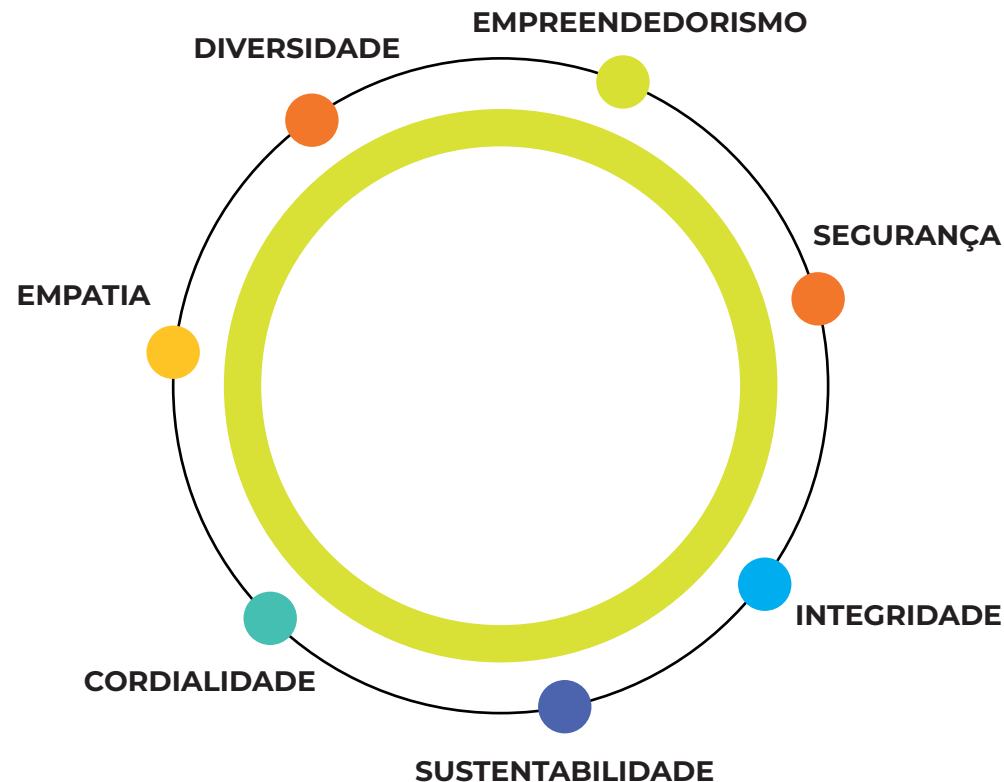 EMPREENDEDORISMO
DIVERSIDADE
SEGURANÇA
EMPATIA
INTEGRIDADE
CORDIALIDADE
SUSTENTABILIDADE